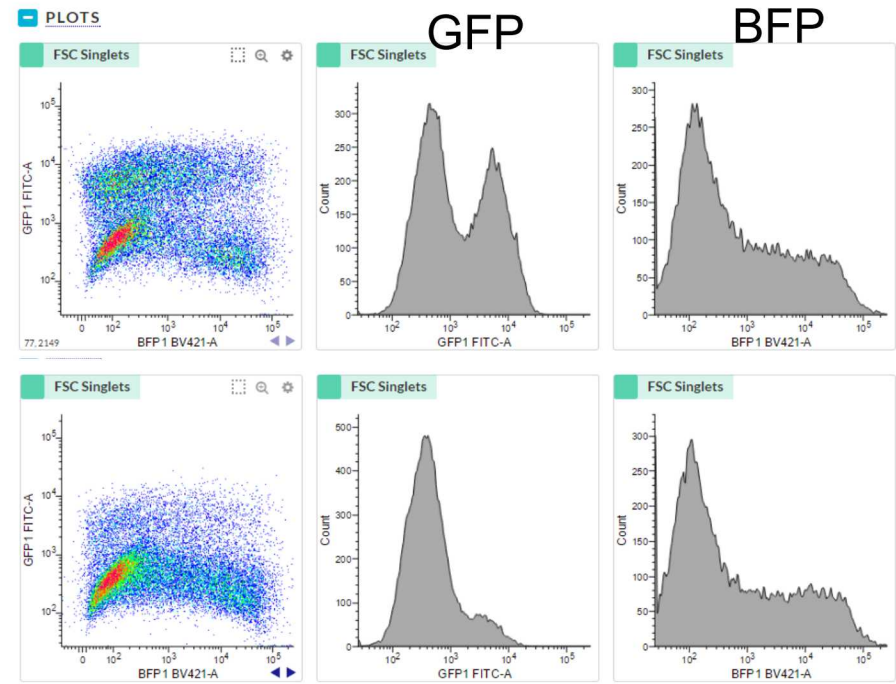 PLOTS
GFP
BFP
FSC Singlets
FSC Singlets
FSC Singlets
GFP1 FITC-A
10^5
10^4
10^3
10^2
0 10^2 10^3 10^4 10^5
BFP1 BV421-A
77, 2149
Count
300
250
200
150
100
50
0
10^2 10^3 10^4 10^5
GFP1 FITC-A
Count
300
250
200
150
100
50
0
10^2 10^3 10^4 10^5
BFP1 BV421-A
FSC Singlets
FSC Singlets
FSC Singlets
GFP1 FITC-A
10^5
10^4
10^3
10^2
0 10^2 10^3 10^4 10^5
BFP1 BV421-A
Count
500
400
300
200
100
0
10^2 10^3 10^4 10^5
GFP1 FITC-A
Count
300
250
200
150
100
50
0
10^2 10^3 10^4 10^5
BFP1 BV421-A